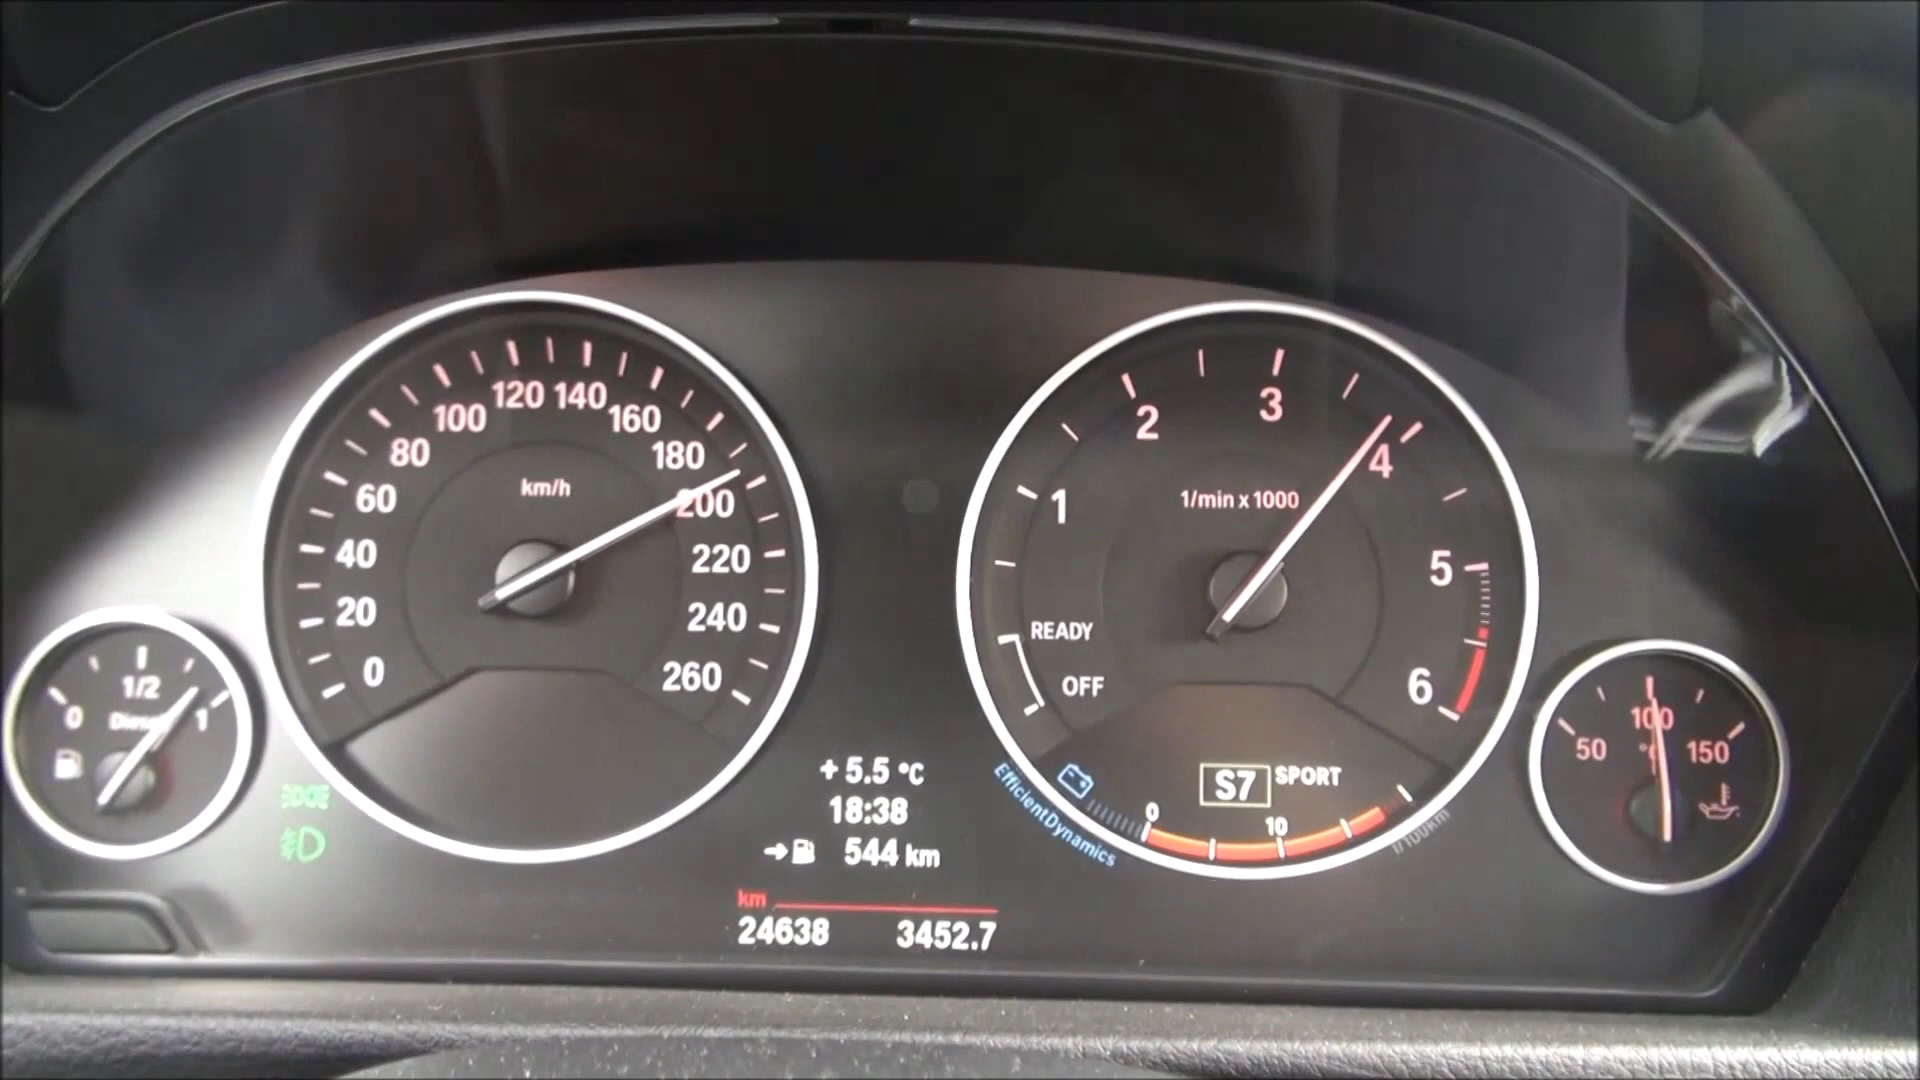 km/h
0
20
40
60
80
100
120
140
160
180
200
220
240
260
1/min x 1000
1
2
3
4
5
6
READY
OFF
0
1/2
1
Diesel
50
100
150
°C
+ 5.5 °C
18:38
544 km
km
24638 3452.7
S7 SPORT
0
10
l/100km
EfficientDynamics